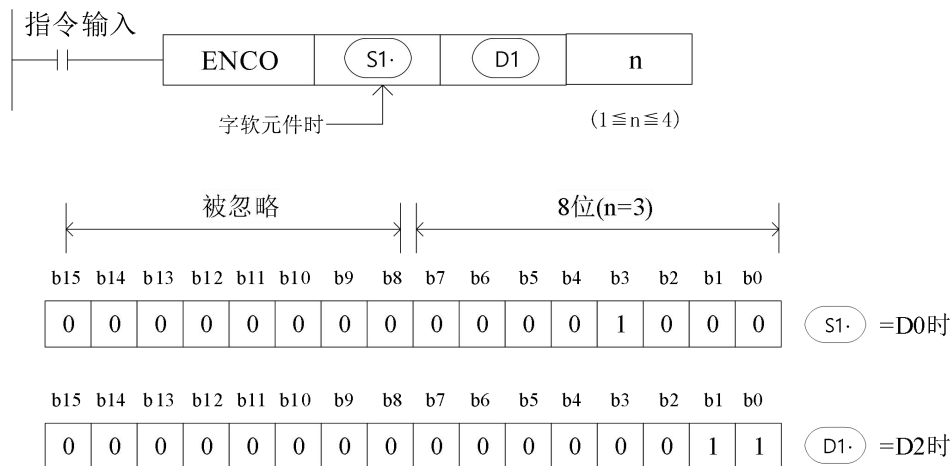 指令输入
ENCO S1· D1 n
字软元件时
(1≦n≦4)
被忽略 8位(n=3)
b15 b14 b13 b12 b11 b10 b9 b8 b7 b6 b5 b4 b3 b2 b1 b0
0 0 0 0 0 0 0 0 0 0 0 0 1 0 0 0 S1· =D0时
b15 b14 b13 b12 b11 b10 b9 b8 b7 b6 b5 b4 b3 b2 b1 b0
0 0 0 0 0 0 0 0 0 0 0 0 0 0 1 1 D1· =D2时